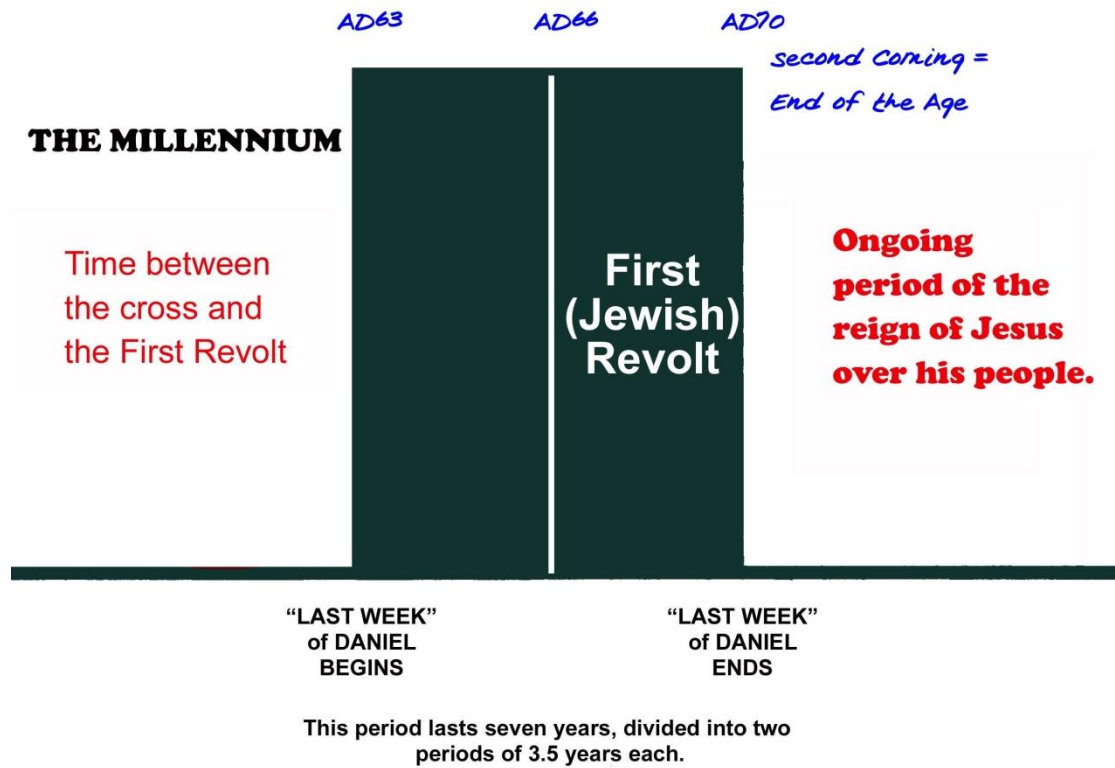 AD63
AD66
AD70
second Coming =
End of the Age
THE MILLENNIUM
Time between
the cross and
the First Revolt
First
(Jewish)
Revolt
Ongoing
period of the
reign of Jesus
over his people.
“LAST WEEK”
of DANIEL
BEGINS
“LAST WEEK”
of DANIEL
ENDS
This period lasts seven years, divided into two
periods of 3.5 years each.